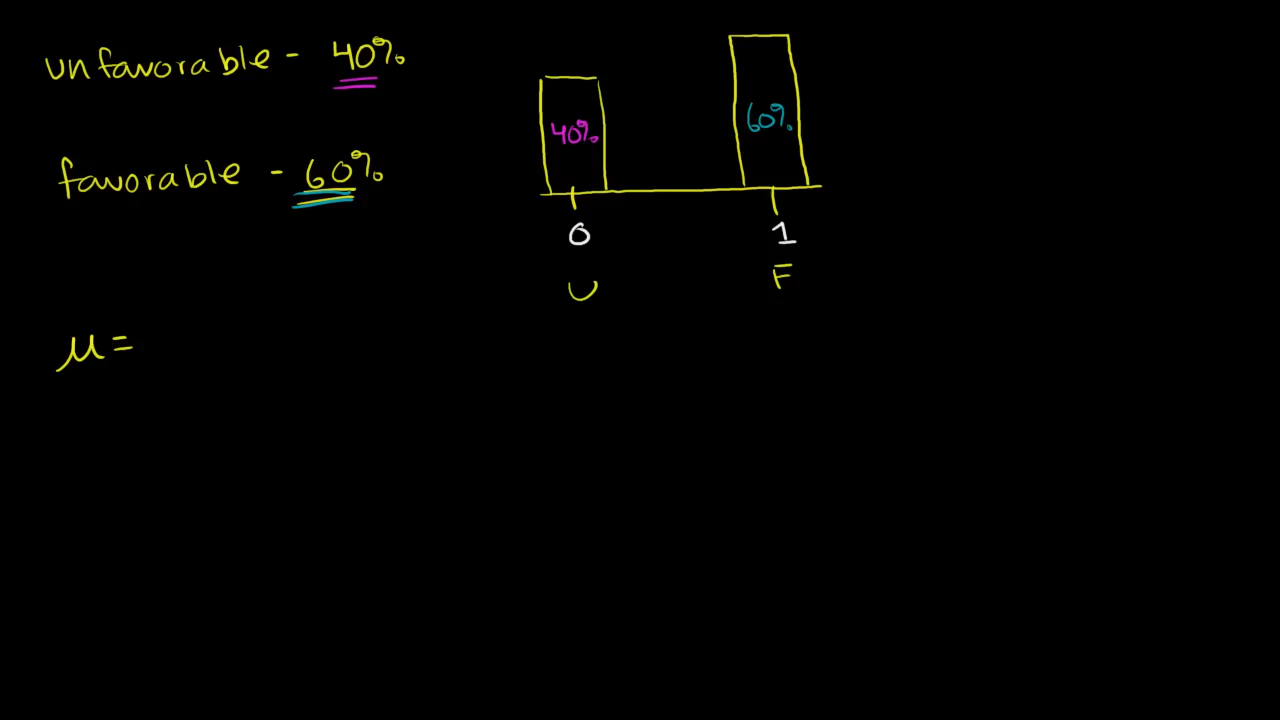 unfavorable - 40%
favorable - 60%
40%
60%
0
1
U
F
μ =